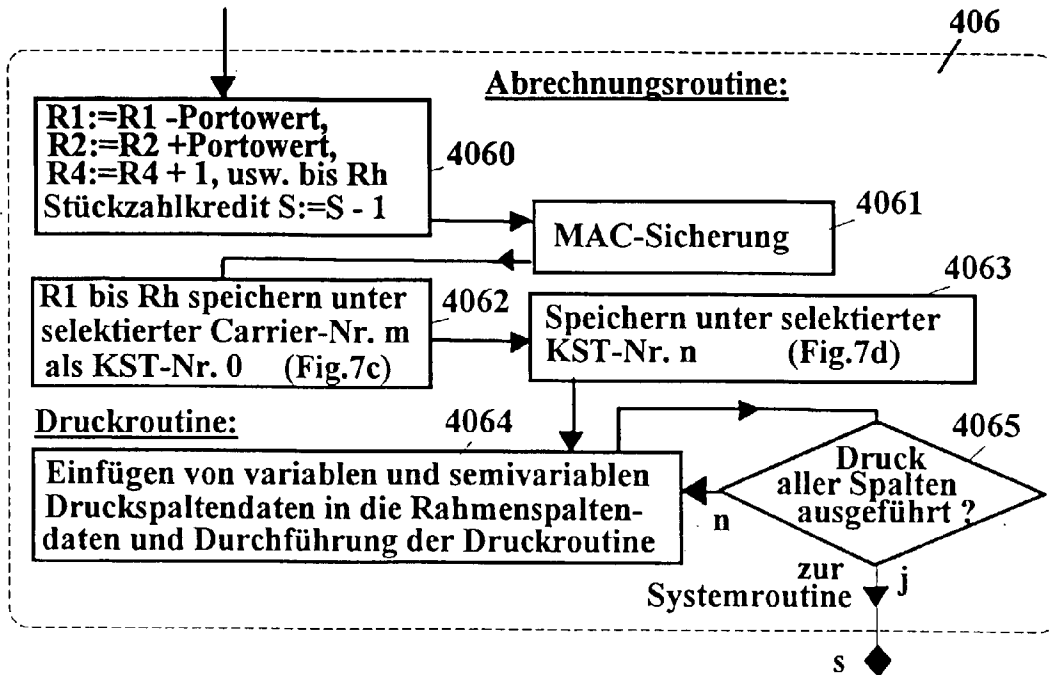 406
Abrechnungsroutine:
R1:=R1 -Portowert,
R2:=R2 +Portowert,
R4:=R4 + 1, usw. bis Rh
Stückzahlkredit S:=S - 1
4060
MAC-Sicherung
4061
R1 bis Rh speichern unter
selektierter Carrier-Nr. m
als KST-Nr. 0 (Fig.7c)
4062
Speichern unter selektierter
KST-Nr. n (Fig.7d)
4063
Druckroutine:
4064
Einfügen von variablen und semivariablen
Druckspaltendaten in die Rahmenspalten-
daten und Durchführung der Druckroutine
4065
Druck
aller Spalten
ausgeführt ?
n
j
zur
Systemroutine
s